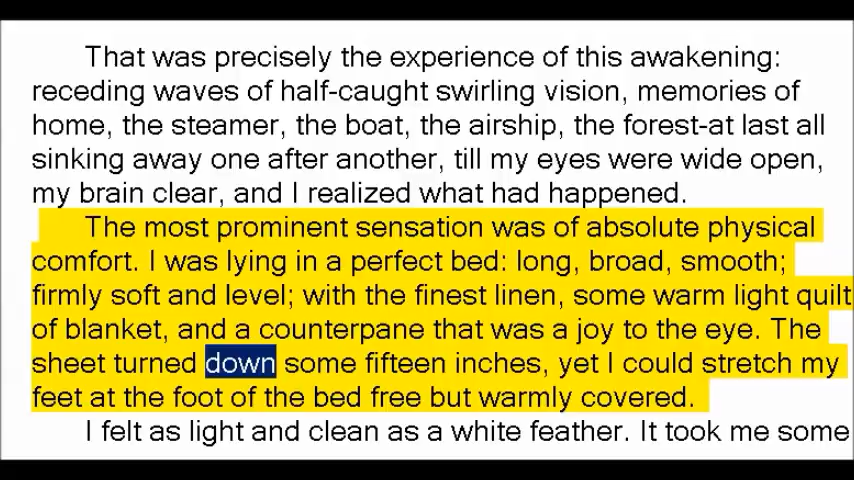 That was precisely the experience of this awakening:
receding waves of half-caught swirling vision, memories of
home, the steamer, the boat, the airship, the forest-at last all
sinking away one after another, till my eyes were wide open,
my brain clear, and I realized what had happened.
The most prominent sensation was of absolute physical
comfort. I was lying in a perfect bed: long, broad, smooth;
firmly soft and level; with the finest linen, some warm light quilt
of blanket, and a counterpane that was a joy to the eye. The
sheet turned down some fifteen inches, yet I could stretch my
feet at the foot of the bed free but warmly covered.
I felt as light and clean as a white feather. It took me some